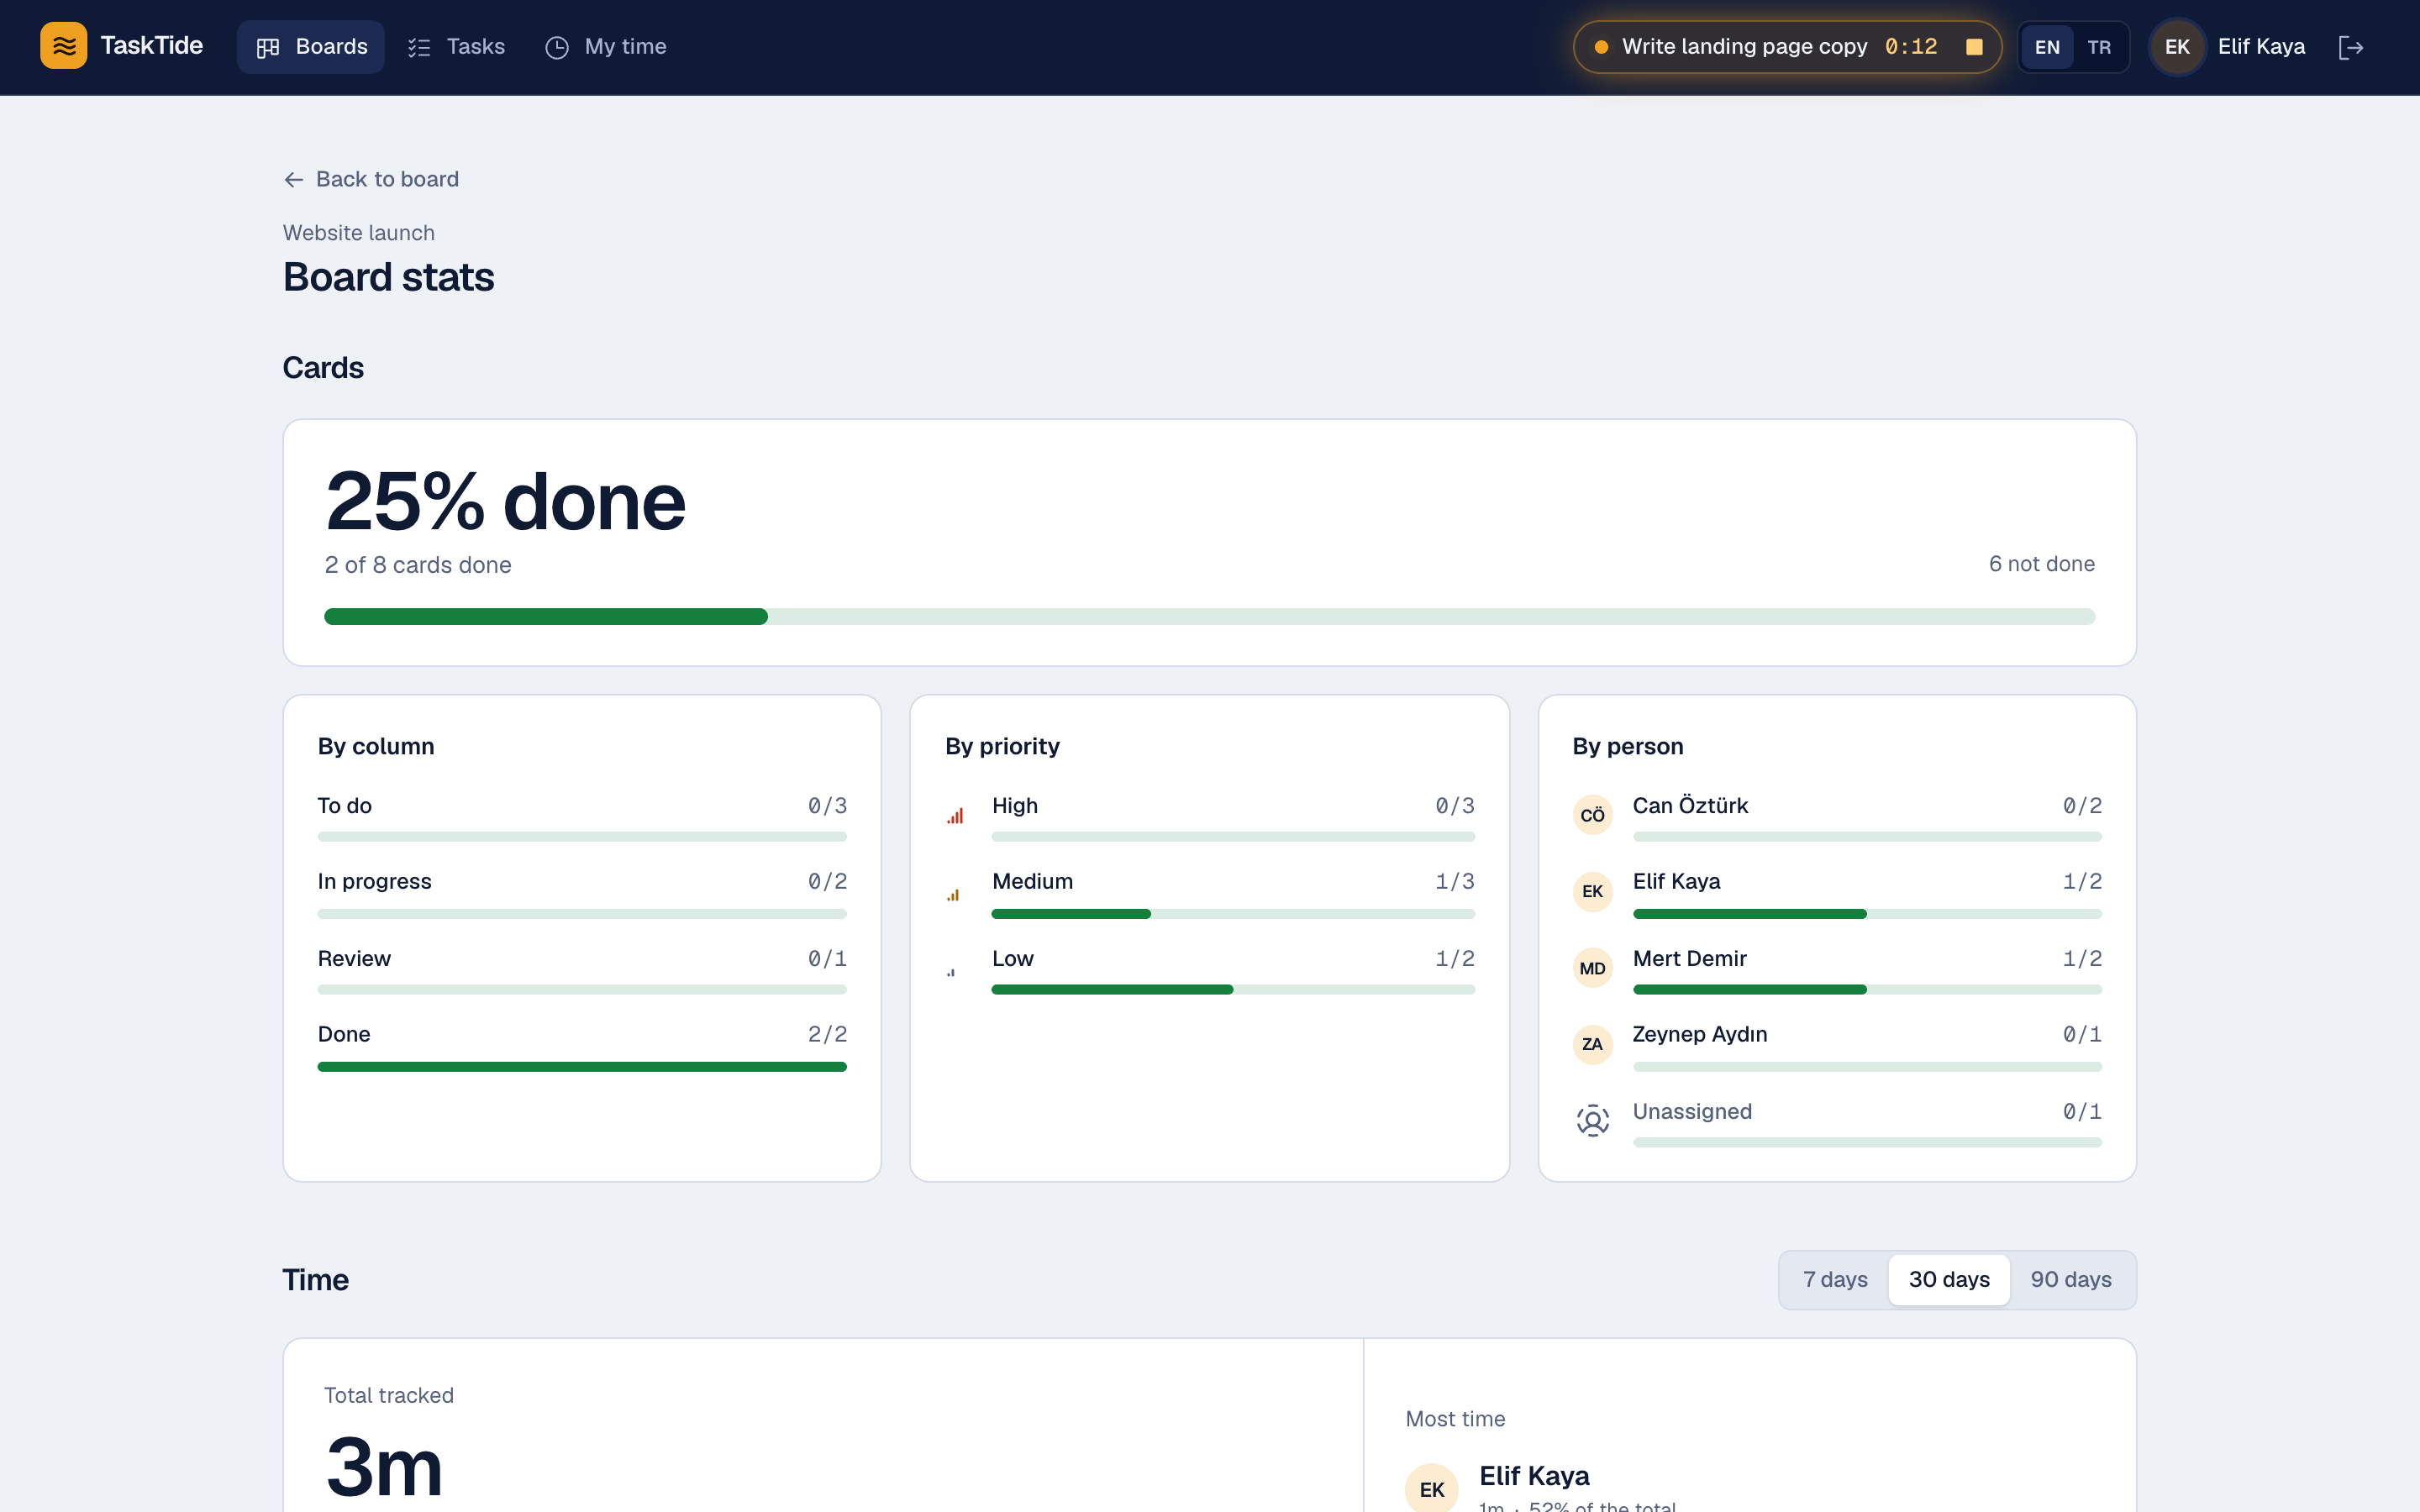 TaskTide
Boards
Tasks
My time
Write landing page copy 0:12
EN TR
EK Elif Kaya
Back to board
Website launch
Board stats
Cards
25% done
2 of 8 cards done
6 not done
By column
To do 0/3
In progress 0/2
Review 0/1
Done 2/2
By priority
High 0/3
Medium 1/3
Low 1/2
By person
CÖ Can Öztürk 0/2
EK Elif Kaya 1/2
MD Mert Demir 1/2
ZA Zeynep Aydın 0/1
Unassigned 0/1
Time
7 days 30 days 90 days
Total tracked
3m
Most time
EK Elif Kaya
1m · 52% of the total